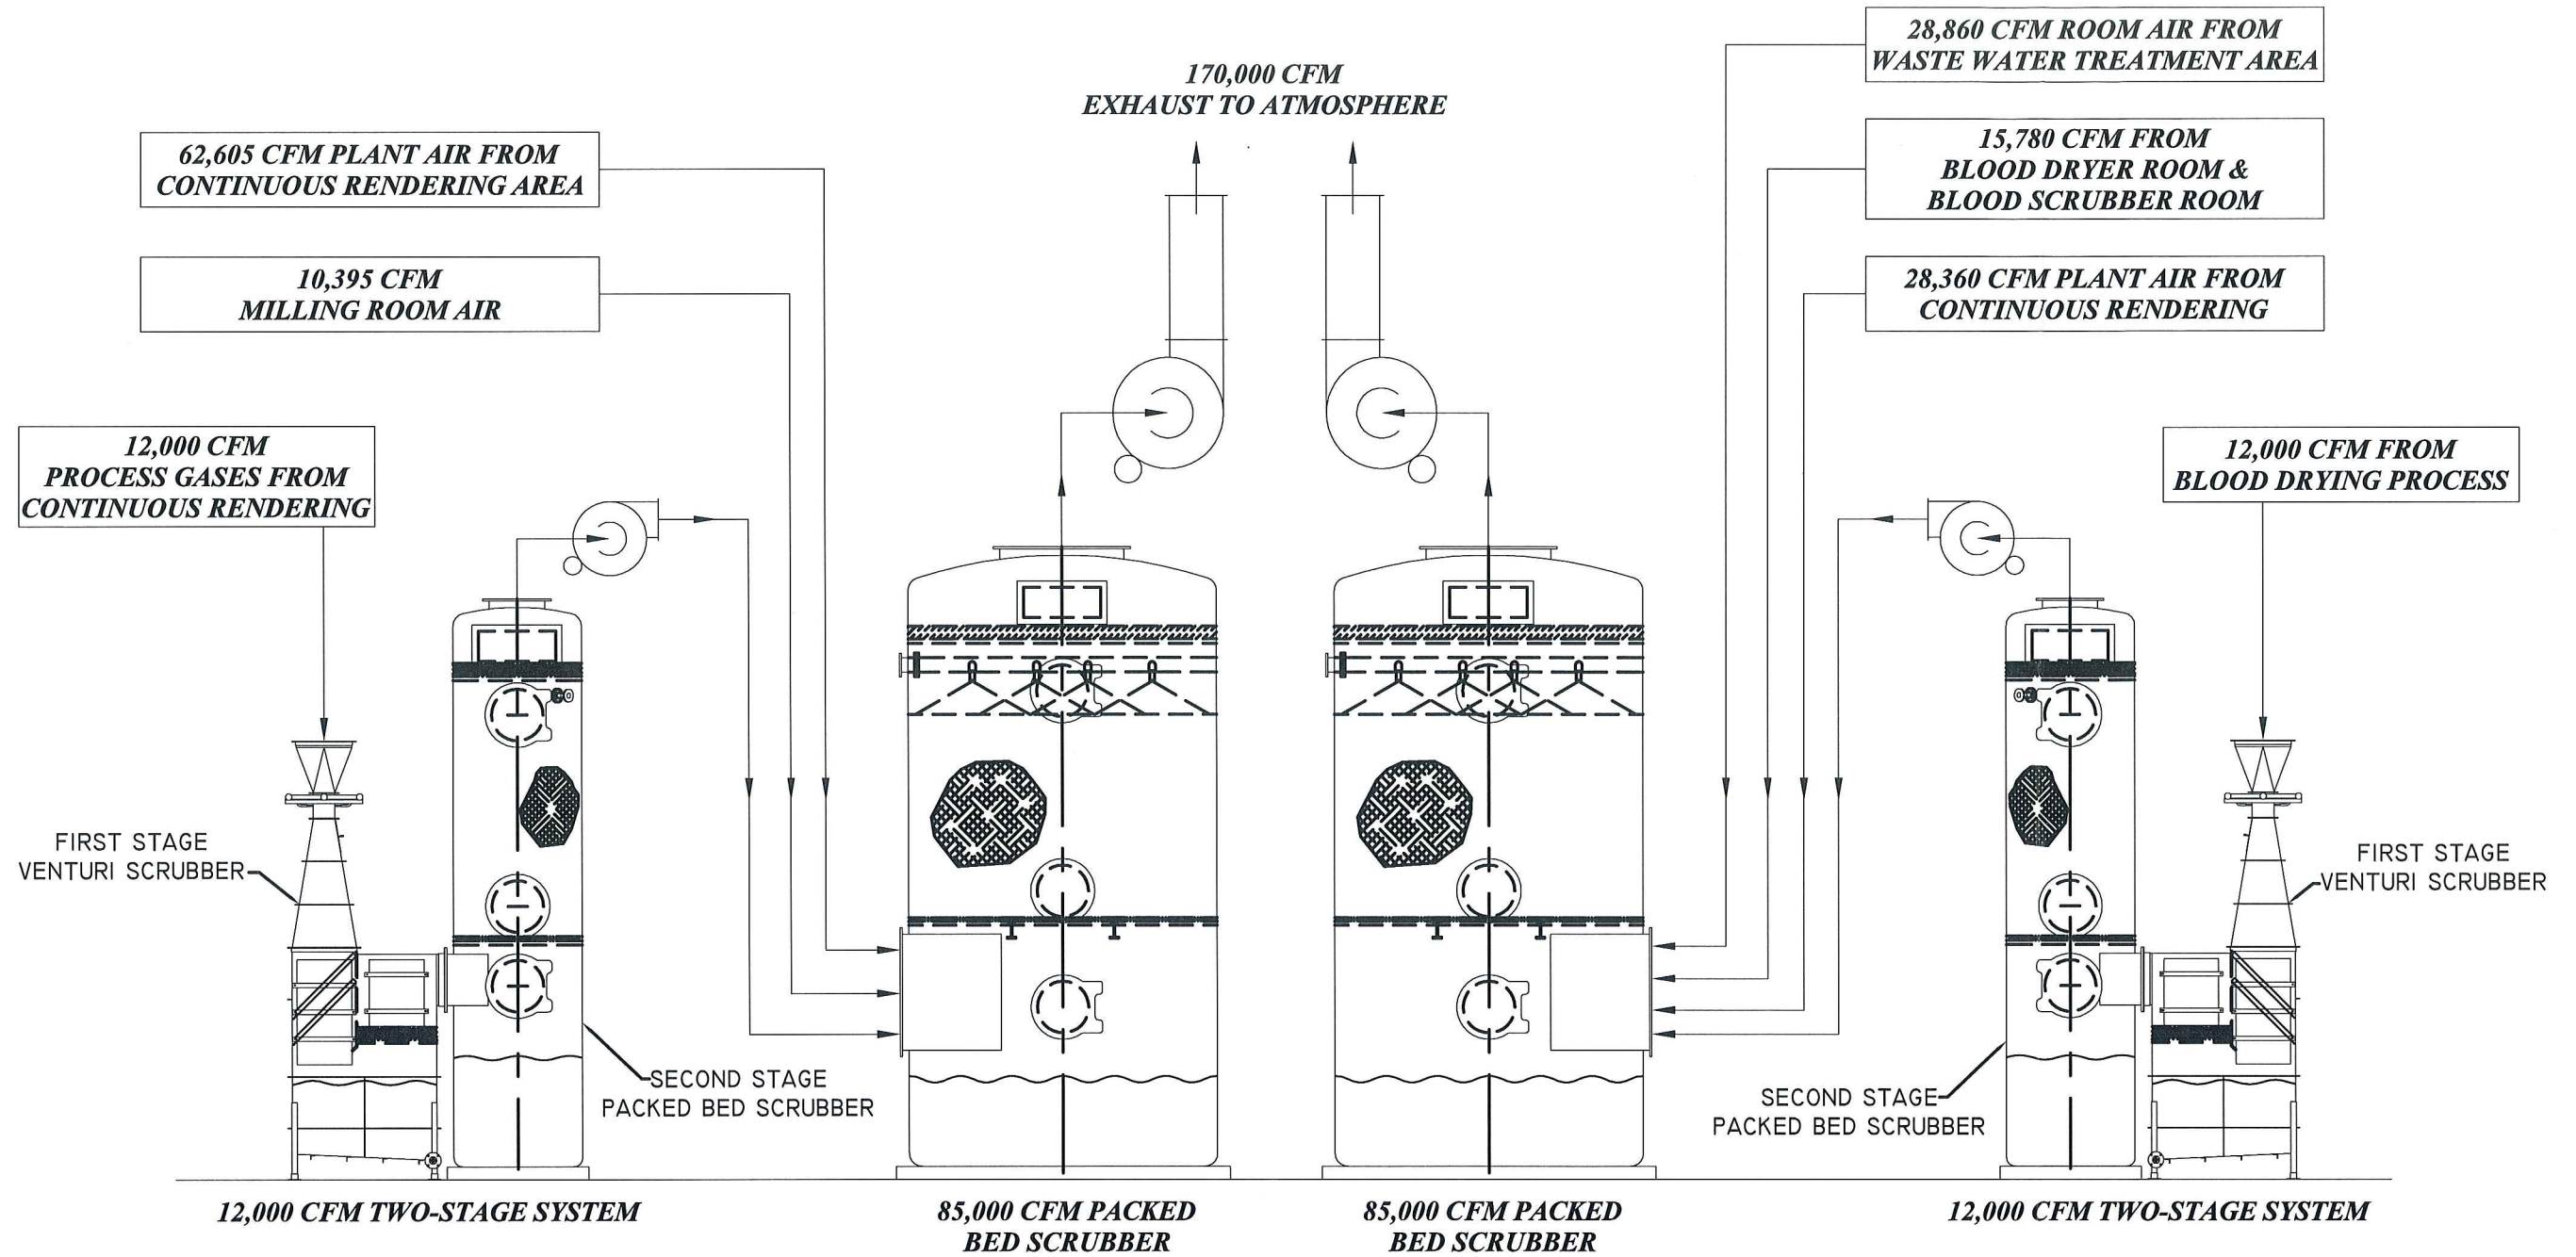 28,860 CFM ROOM AIR FROM
WASTE WATER TREATMENT AREA
170,000 CFM
EXHAUST TO ATMOSPHERE
62,605 CFM PLANT AIR FROM
CONTINUOUS RENDERING AREA
15,780 CFM FROM
BLOOD DRYER ROOM &
BLOOD SCRUBBER ROOM
10,395 CFM
MILLING ROOM AIR
28,360 CFM PLANT AIR FROM
CONTINUOUS RENDERING
12,000 CFM
PROCESS GASES FROM
CONTINUOUS RENDERING
12,000 CFM FROM
BLOOD DRYING PROCESS
FIRST STAGE
VENTURI SCRUBBER
FIRST STAGE
VENTURI SCRUBBER
SECOND STAGE
PACKED BED SCRUBBER
SECOND STAGE
PACKED BED SCRUBBER
12,000 CFM TWO-STAGE SYSTEM
85,000 CFM PACKED
BED SCRUBBER
85,000 CFM PACKED
BED SCRUBBER
12,000 CFM TWO-STAGE SYSTEM